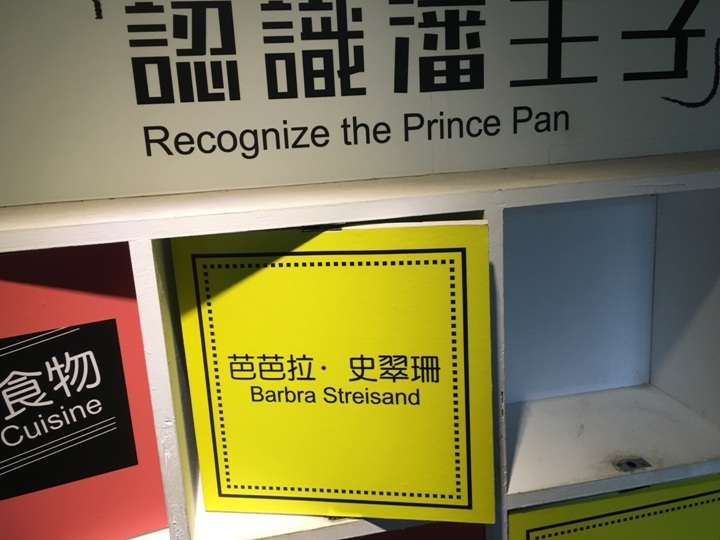 認識潘王子
Recognize the Prince Pan
食物
Cuisine
芭芭拉· 史翠珊
Barbra Streisand